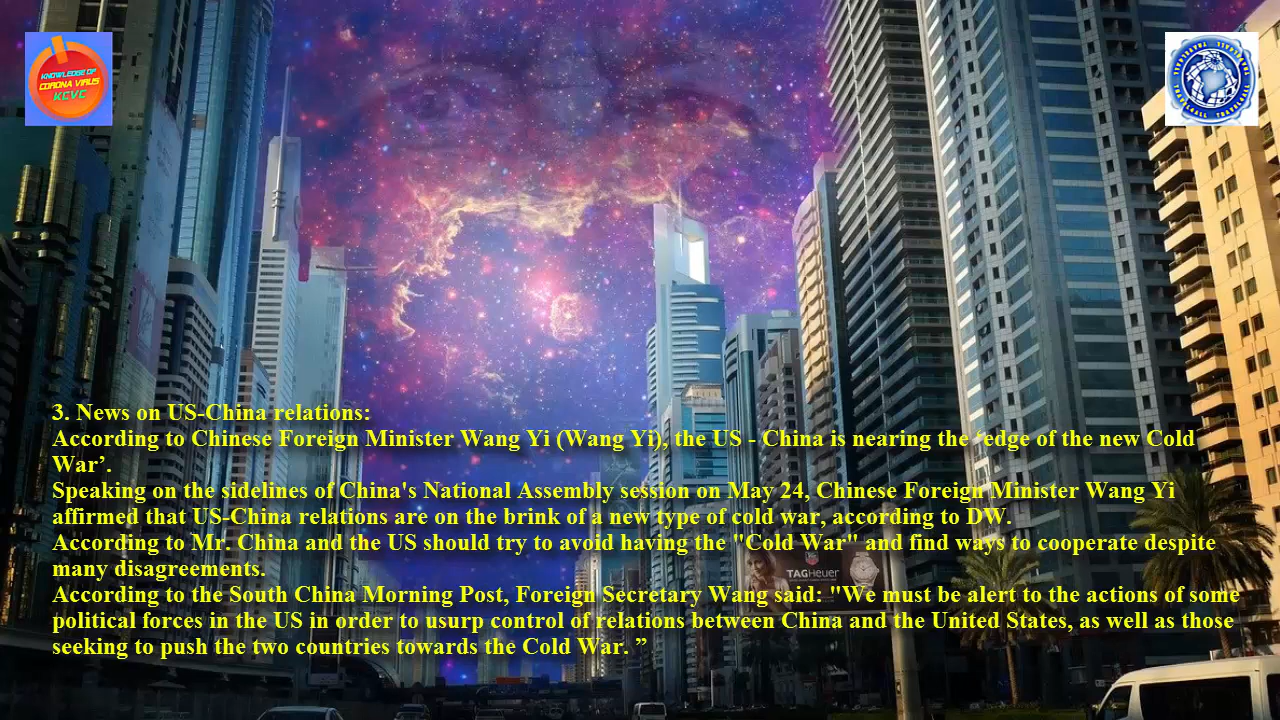 KNOWLEDGE OF
CORONA VIRUS
KCVC
TRAVEL4ALL TRAVEL4ALL TRAVEL4ALL
3. News on US-China relations:
According to Chinese Foreign Minister Wang Yi (Wang Yi), the US - China is nearing the ‘edge of the new Cold
War’.
Speaking on the sidelines of China's National Assembly session on May 24, Chinese Foreign Minister Wang Yi
affirmed that US-China relations are on the brink of a new type of cold war, according to DW.
According to Mr. China and the US should try to avoid having the "Cold War" and find ways to cooperate despite
many disagreements.
TAGHeuer
According to the South China Morning Post, Foreign Secretary Wang said: "We must be alert to the actions of some
political forces in the US in order to usurp control of relations between China and the United States, as well as those
seeking to push the two countries towards the Cold War. ”